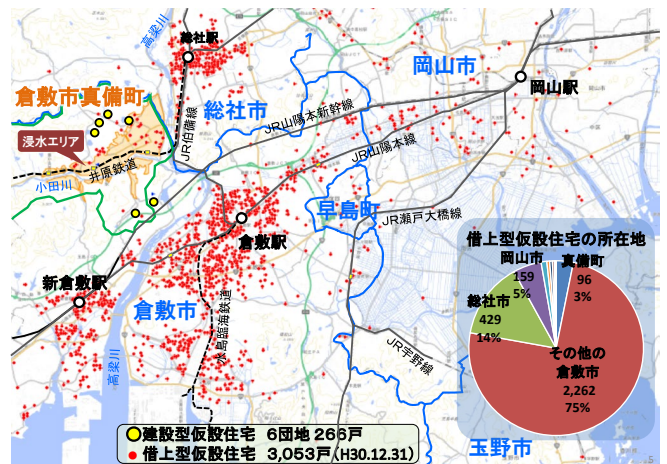 高梁川
総社駅
岡山市
岡山駅
倉敷市真備町
総社市
JR伯備線
JR山陽本新幹線
浸水エリア
井原鉄道
JR山陽本線
小田川
早島町
JR瀬戸大橋線
倉敷駅
新倉敷駅
倉敷市
水島臨海鉄道
高梁川
JR宇野線
玉野市
借上型仮設住宅の所在地
岡山市
159
5%
真備町
96
3%
総社市
429
14%
その他の
倉敷市
2,262
75%
建設型仮設住宅 6団地 266戸
借上型仮設住宅 3,053戸(H30.12.31)
5